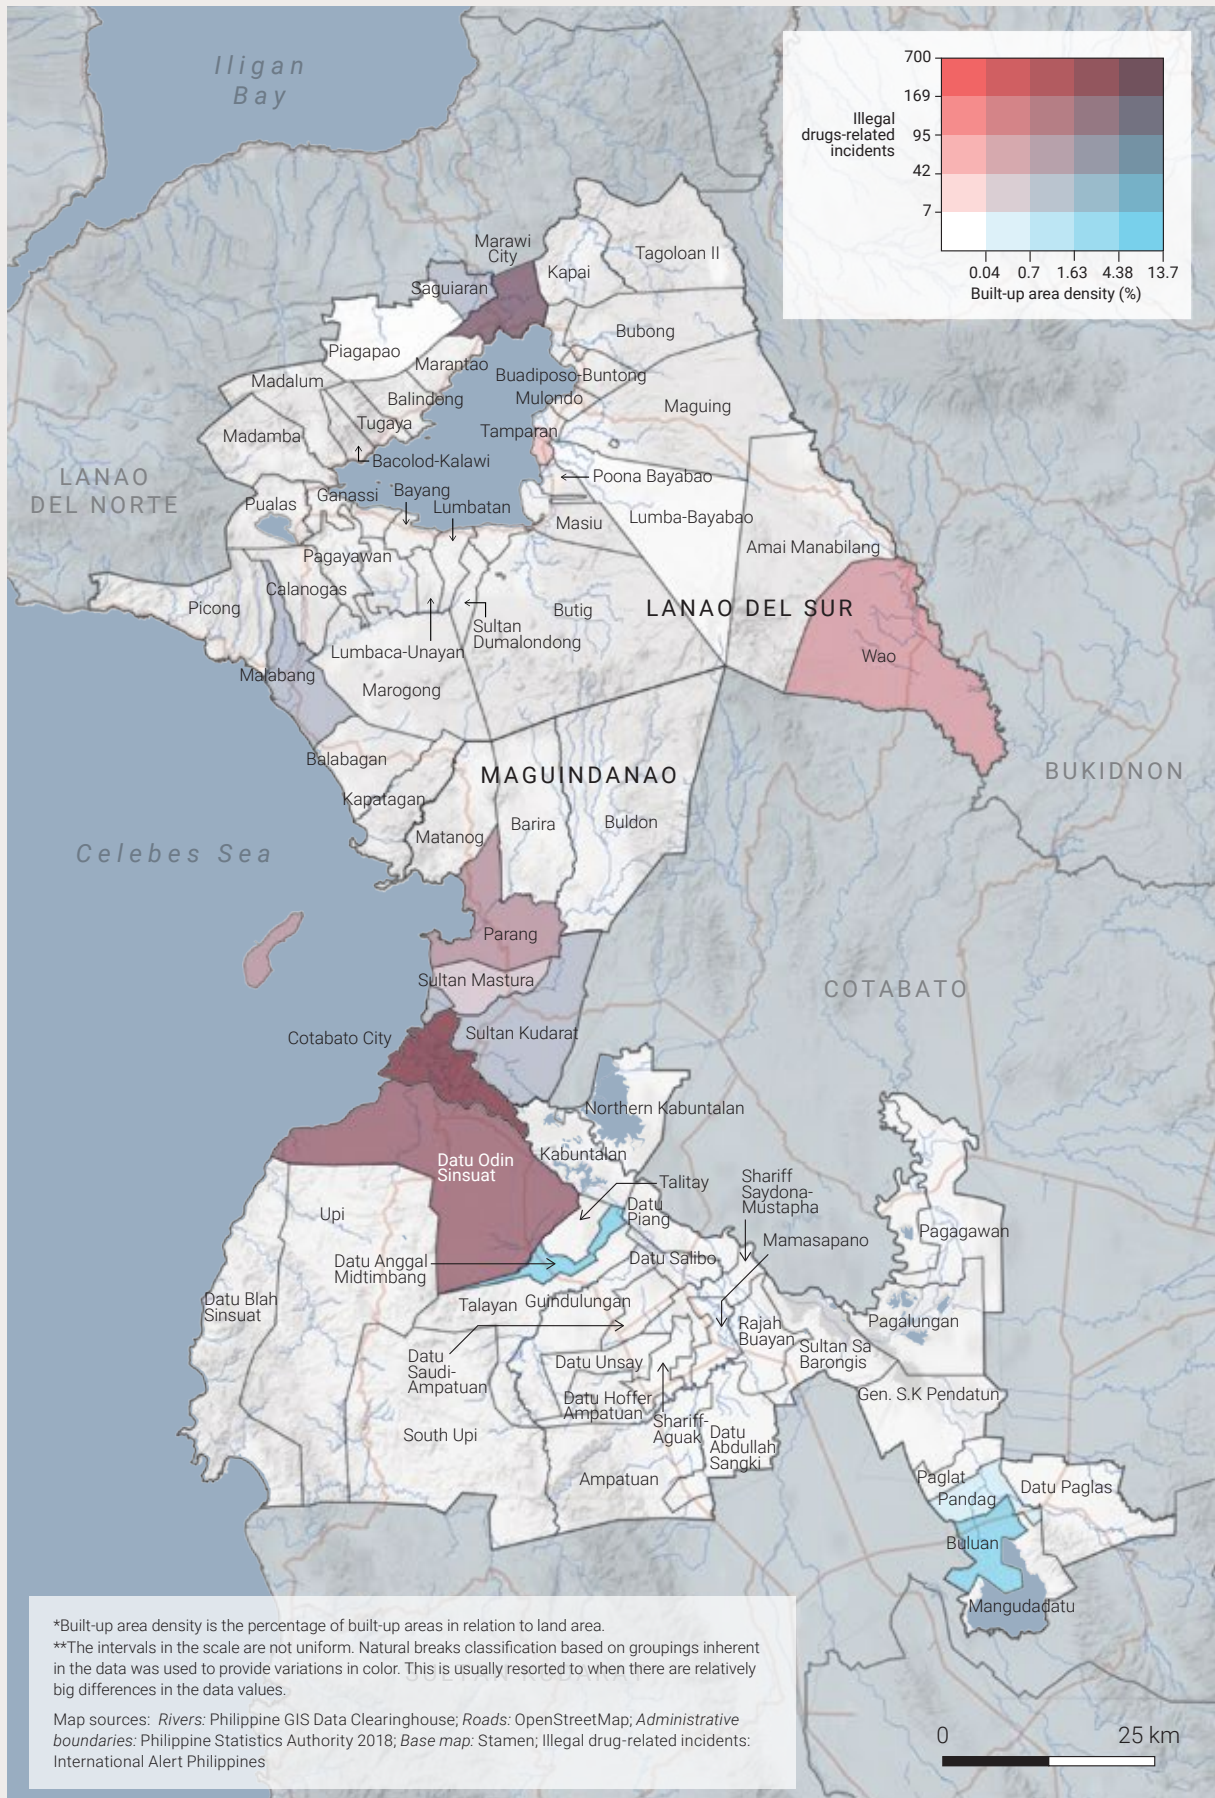 Iligan
Bay
700
169
95
42
7
Illegal
drugs-related
incidents
0.04
0.7
1.63
4.38
13.7
Built-up area density (%)
Marawi
City
Kapai
Tagoloan II
Saguiaran
Bubong
Piagapao
Marantao
Buadiposo-Buntong
Madalum
Balindong
Mulondo
Maguing
Tugaya
Madamba
Tamparan
Bacolod-Kalawi
LANAO
DEL NORTE
Poona Bayabao
Ganassi
Bayang
Pualas
Lumbatan
Masiu
Lumba-Bayabao
Pagayawan
Amai Manabilang
Calanogas
Picong
Butig
LANAO DEL SUR
Sultan
Dumalondong
Lumbaca-Unayan
Wao
Malabang
Marogong
Balabagan
MAGUINDANAO
BUKIDNON
Kapatagan
Matanog
Barira
Buldon
Celebes Sea
Parang
Sultan Mastura
COTABATO
Cotabato City
Sultan Kudarat
Northern Kabuntalan
Kabuntalan
Datu Odin
Sinsuat
Talitay
Shariff
Saydona-
Mustapha
Datu
Piang
Upi
Mamasapano
Pagagawan
Datu Anggal
Midtimbang
Datu Salibo
Datu Blah
Sinsuat
Talayan
Guindulungan
Rajah
Buayan
Pagalungan
Sultan Sa
Barongis
Datu
Saudi-
Ampatuan
Datu Unsay
Datu Hoffer
Ampatuan
Gen. S.K Pendatun
Shariff-
Aguak
Datu
Abdullah
Sangki
South Upi
Ampatuan
Paglat
Pandag
Datu Paglas
Buluan
Mangudadatu
SULTAN KUDARAT
*Built-up area density is the percentage of built-up areas in relation to land area.
**The intervals in the scale are not uniform. Natural breaks classification based on groupings inherent
in the data was used to provide variations in color. This is usually resorted to when there are relatively
big differences in the data values.
Map sources: Rivers: Philippine GIS Data Clearinghouse; Roads: OpenStreetMap; Administrative
boundaries: Philippine Statistics Authority 2018; Base map: Stamen; Illegal drug-related incidents:
International Alert Philippines
0
25 km